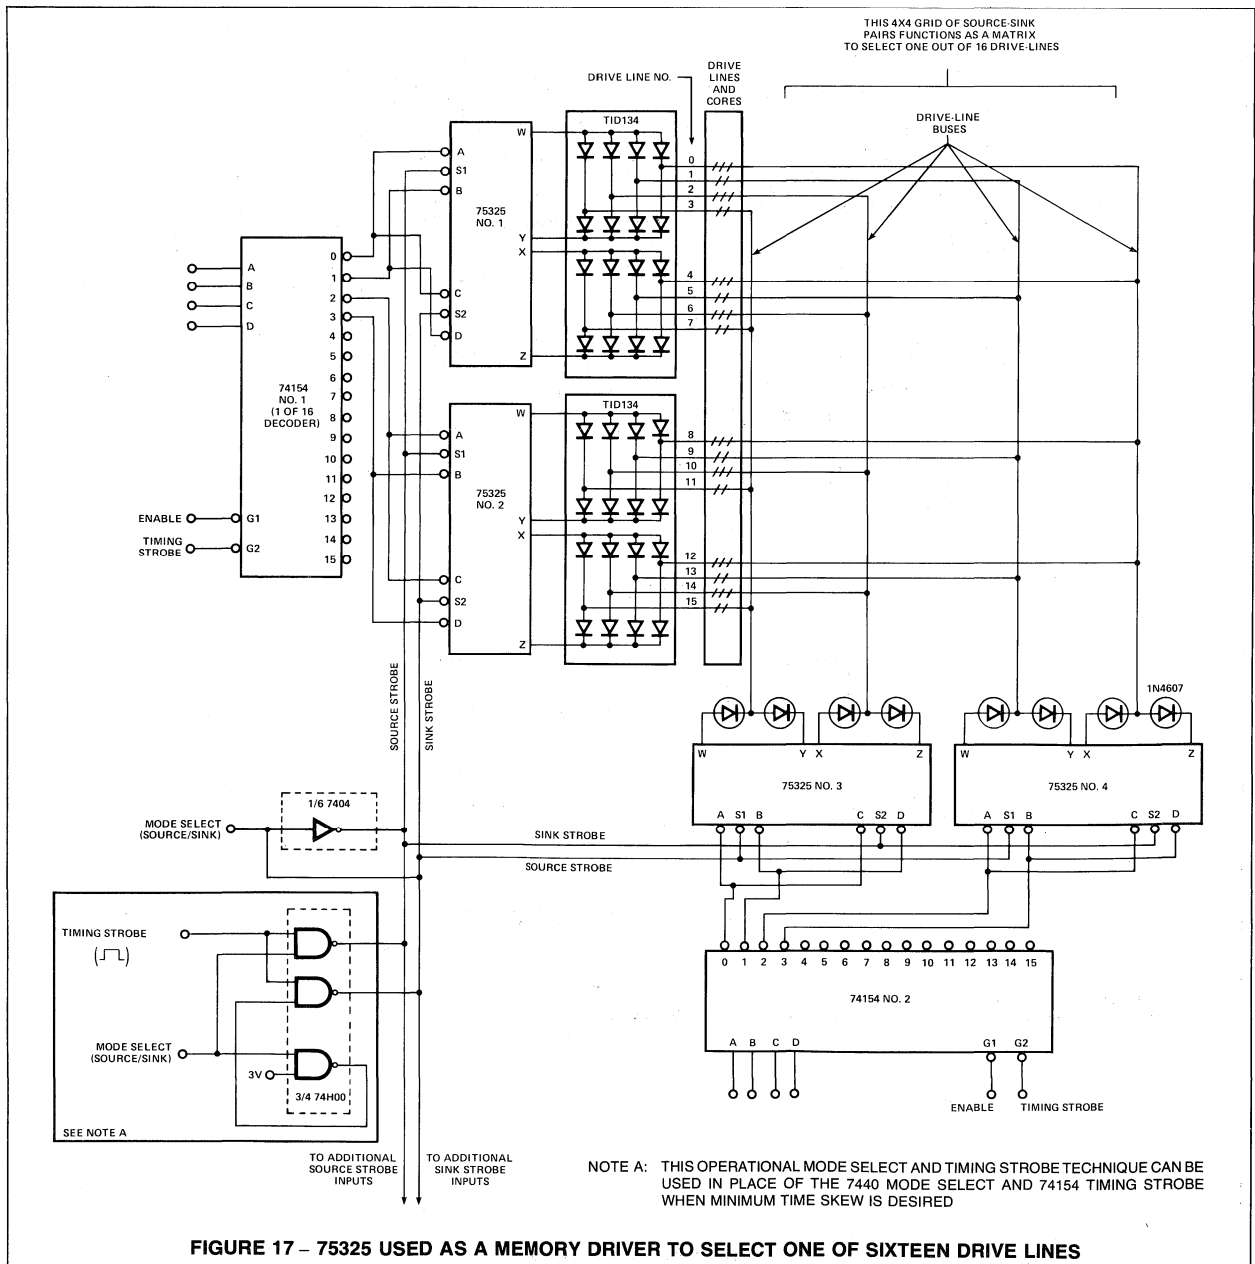 THIS 4X4 GRID OF SOURCE-SINK
PAIRS FUNCTIONS AS A MATRIX
TO SELECT ONE OUT OF 16 DRIVE-LINES
DRIVE LINE NO.
DRIVE
LINES
AND
CORES
DRIVE-LINE
BUSES
TID134
W
A
S1
B
75325
NO. 1
Y
X
C
S2
D
Z
0
1
2
3
4
5
6
7
A
B
C
D
0
1
2
3
4
5
6
7
8
9
10
11
12
13
14
15
74154
NO. 1
(1 OF 16
DECODER)
ENABLE
G1
TIMING
STROBE
G2
TID134
W
A
S1
B
75325
NO. 2
Y
X
C
S2
D
Z
8
9
10
11
12
13
14
15
SOURCE STROBE
SINK STROBE
1N4607
W Y X Z
75325 NO. 3
A S1 B C S2 D
W Y X Z
75325 NO. 4
A S1 B C S2 D
1/6 7404
MODE SELECT
(SOURCE/SINK)
SINK STROBE
SOURCE STROBE
TIMING STROBE
MODE SELECT
(SOURCE/SINK)
3V
3/4 74H00
SEE NOTE A
0 1 2 3 4 5 6 7 8 9 10 11 12 13 14 15
74154 NO. 2
A B C D G1 G2
ENABLE TIMING STROBE
TO ADDITIONAL
SOURCE STROBE
INPUTS
TO ADDITIONAL
SINK STROBE
INPUTS
NOTE A: THIS OPERATIONAL MODE SELECT AND TIMING STROBE TECHNIQUE CAN BE
USED IN PLACE OF THE 7440 MODE SELECT AND 74154 TIMING STROBE
WHEN MINIMUM TIME SKEW IS DESIRED
FIGURE 17 – 75325 USED AS A MEMORY DRIVER TO SELECT ONE OF SIXTEEN DRIVE LINES